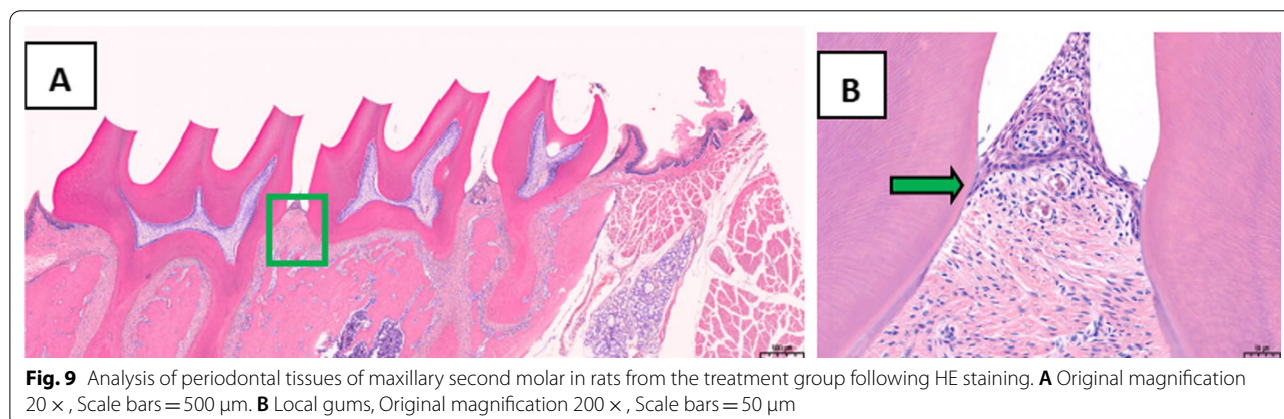 A
B
Fig. 9 Analysis of periodontal tissues of maxillary second molar in rats from the treatment group following HE staining. A Original magnification
20 × , Scale bars = 500 μm. B Local gums, Original magnification 200 × , Scale bars = 50 μm